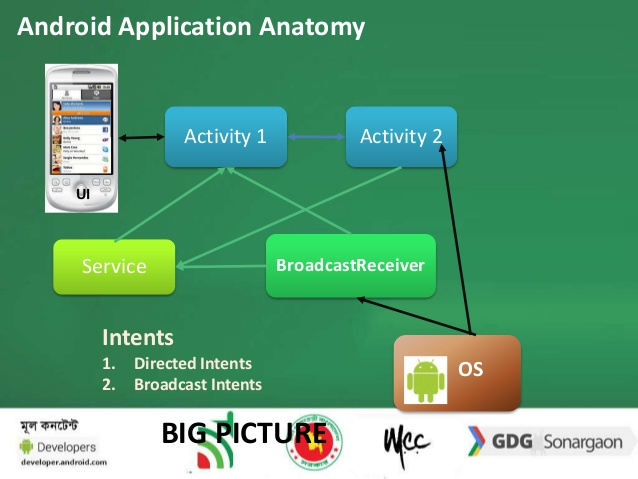 Android Application Anatomy
Activity 1
Activity 2
UI
Service
BroadcastReceiver
Intents
1. Directed Intents
2. Broadcast Intents
OS
মূল কনটেন্ট
Developers
developer.android.com
BIG PICTURE
GDG Sonargaon